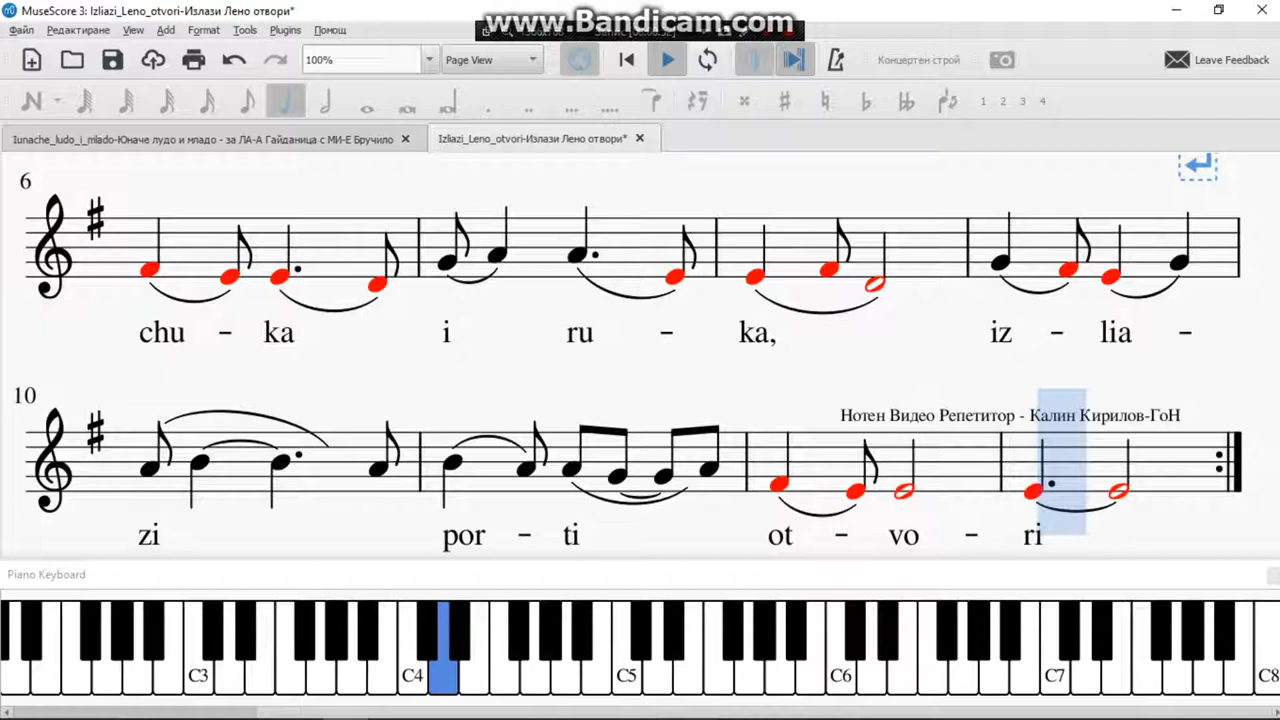 MuseScore 3: Izliazi_Leno_otvori-Излази Лено отвори*
www.Bandicam.com
Файл Редактиране View Add Format Tools Plugins Помощ
100% Page View Концертен строй Leave Feedback
1 2 3 4
Iunache_ludo_i_mlado-Юначе лудо и младо - за ЛА-А Гайданица с МИ-Е Бручило Izliazi_Leno_otvori-Излази Лено отвори*
6
chu - ka i ru - ka, iz - lia -
10
Нотен Видео Репетитор - Калин Кирилов-ГоН
zi por - ti ot - vo - ri
Piano Keyboard
C3 C4 C5 C6 C7 C8